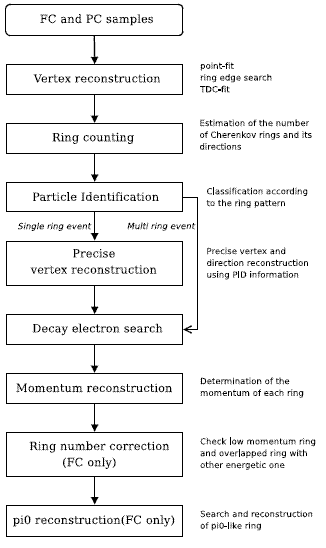 FC and PC samples
Vertex reconstruction
point-fit
ring edge search
TDC-fit
Ring counting
Estimation of the number
of Cherenkov rings and its
directions
Particle Identification
Classification according
to the ring pattern
Single ring event
Multi ring event
Precise
vertex reconstruction
Precise vertex and
direction reconstruction
using PID information
Decay electron search
Momentum reconstruction
Determination of the
momentum of each ring
Ring number correction
(FC only)
Check low momentum ring
and overlapped ring with
other energetic one
pi0 reconstruction(FC only)
Search and reconstruction
of pi0-like ring